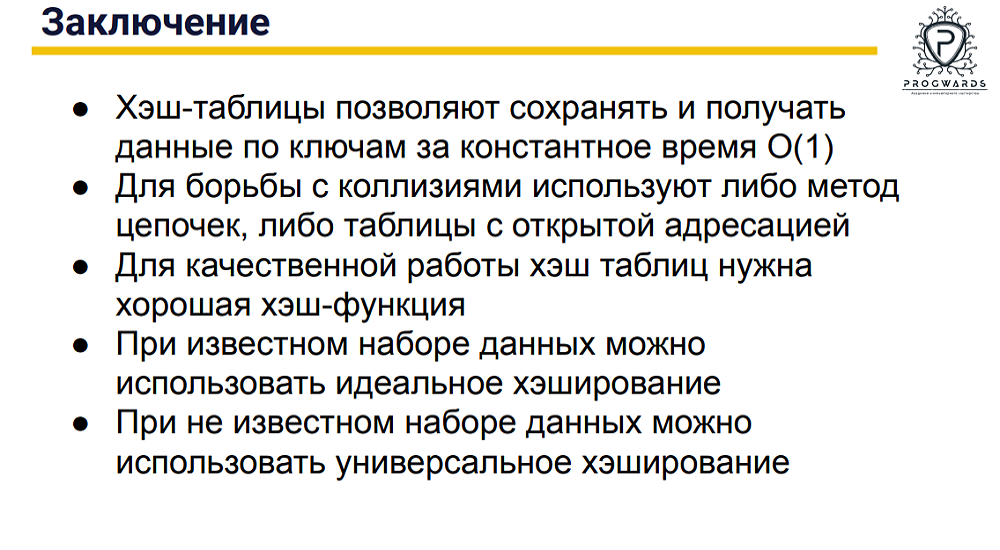 Заключение
PROGWARDS
● Хэш-таблицы позволяют сохранять и получать
данные по ключам за константное время O(1)
● Для борьбы с коллизиями используют либо метод
цепочек, либо таблицы с открытой адресацией
● Для качественной работы хэш таблиц нужна
хорошая хэш-функция
● При известном наборе данных можно
использовать идеальное хэширование
● При не известном наборе данных можно
использовать универсальное хэширование